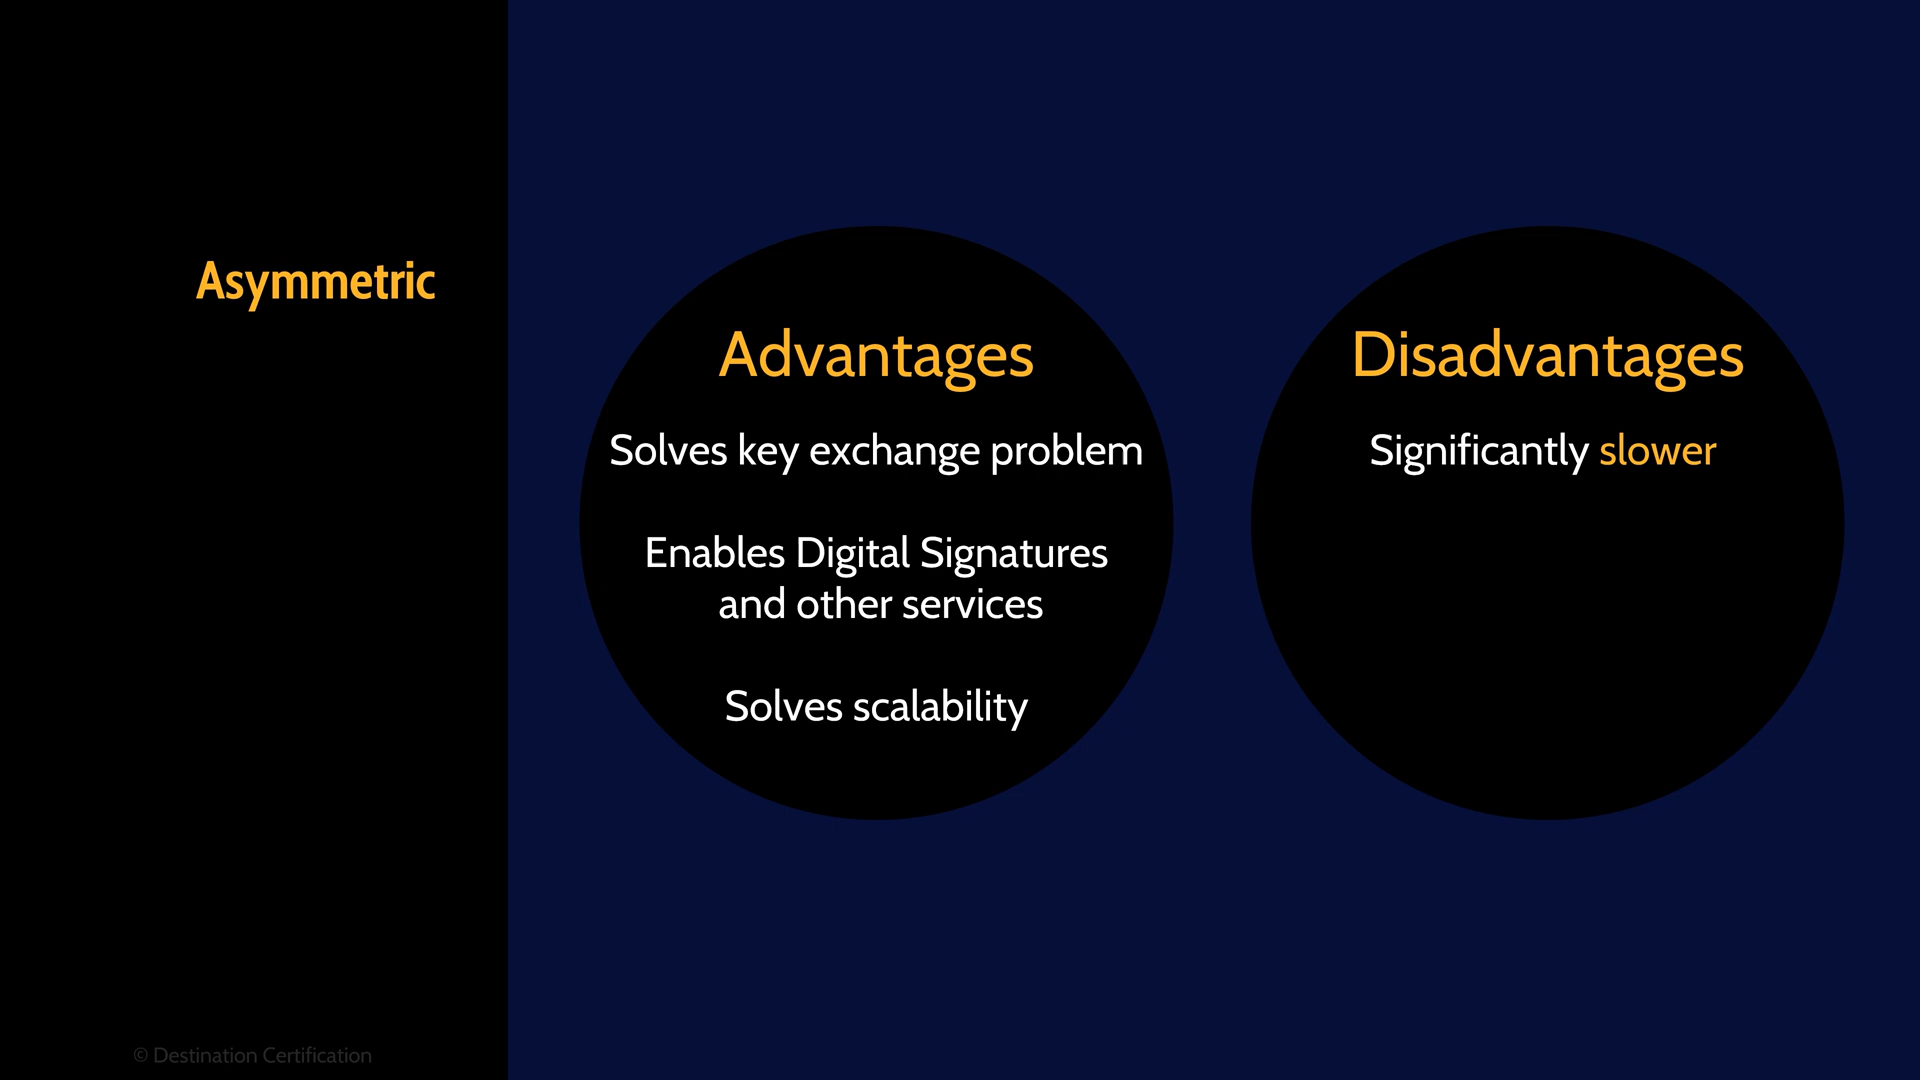 Asymmetric
Advantages
Solves key exchange problem
Enables Digital Signatures
and other services
Solves scalability
Disadvantages
Significantly slower
© Destination Certification